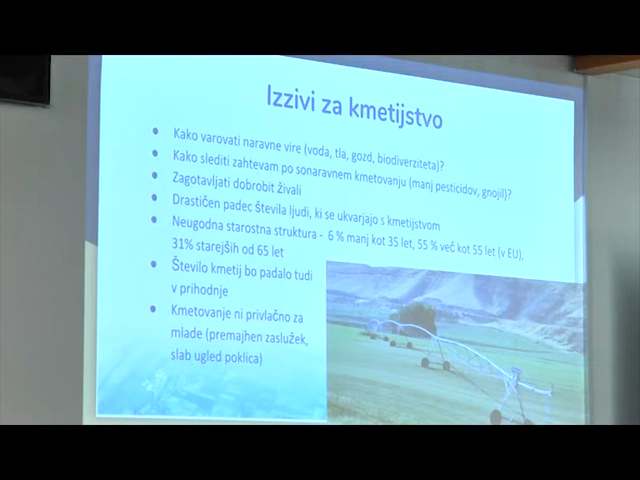 Izzivi za kmetijstvo
• Kako varovati naravne vire (voda, tla, gozd, biodiverziteta)?
• Kako slediti zahtevam po sonaravnem kmetovanju (manj pesticidov, gnojil)?
• Zagotavljati dobrobit živali
• Drastičen padec števila ljudi, ki se ukvarjajo s kmetijstvom
• Neugodna starostna struktura - 6 % manj kot 35 let, 55 % več kot 55 let (v EU),
31% starejših od 65 let
• Število kmetij bo padalo tudi
v prihodnje
• Kmetovanje ni privlačno za
mlade (premajhen zaslužek,
slab ugled poklica)